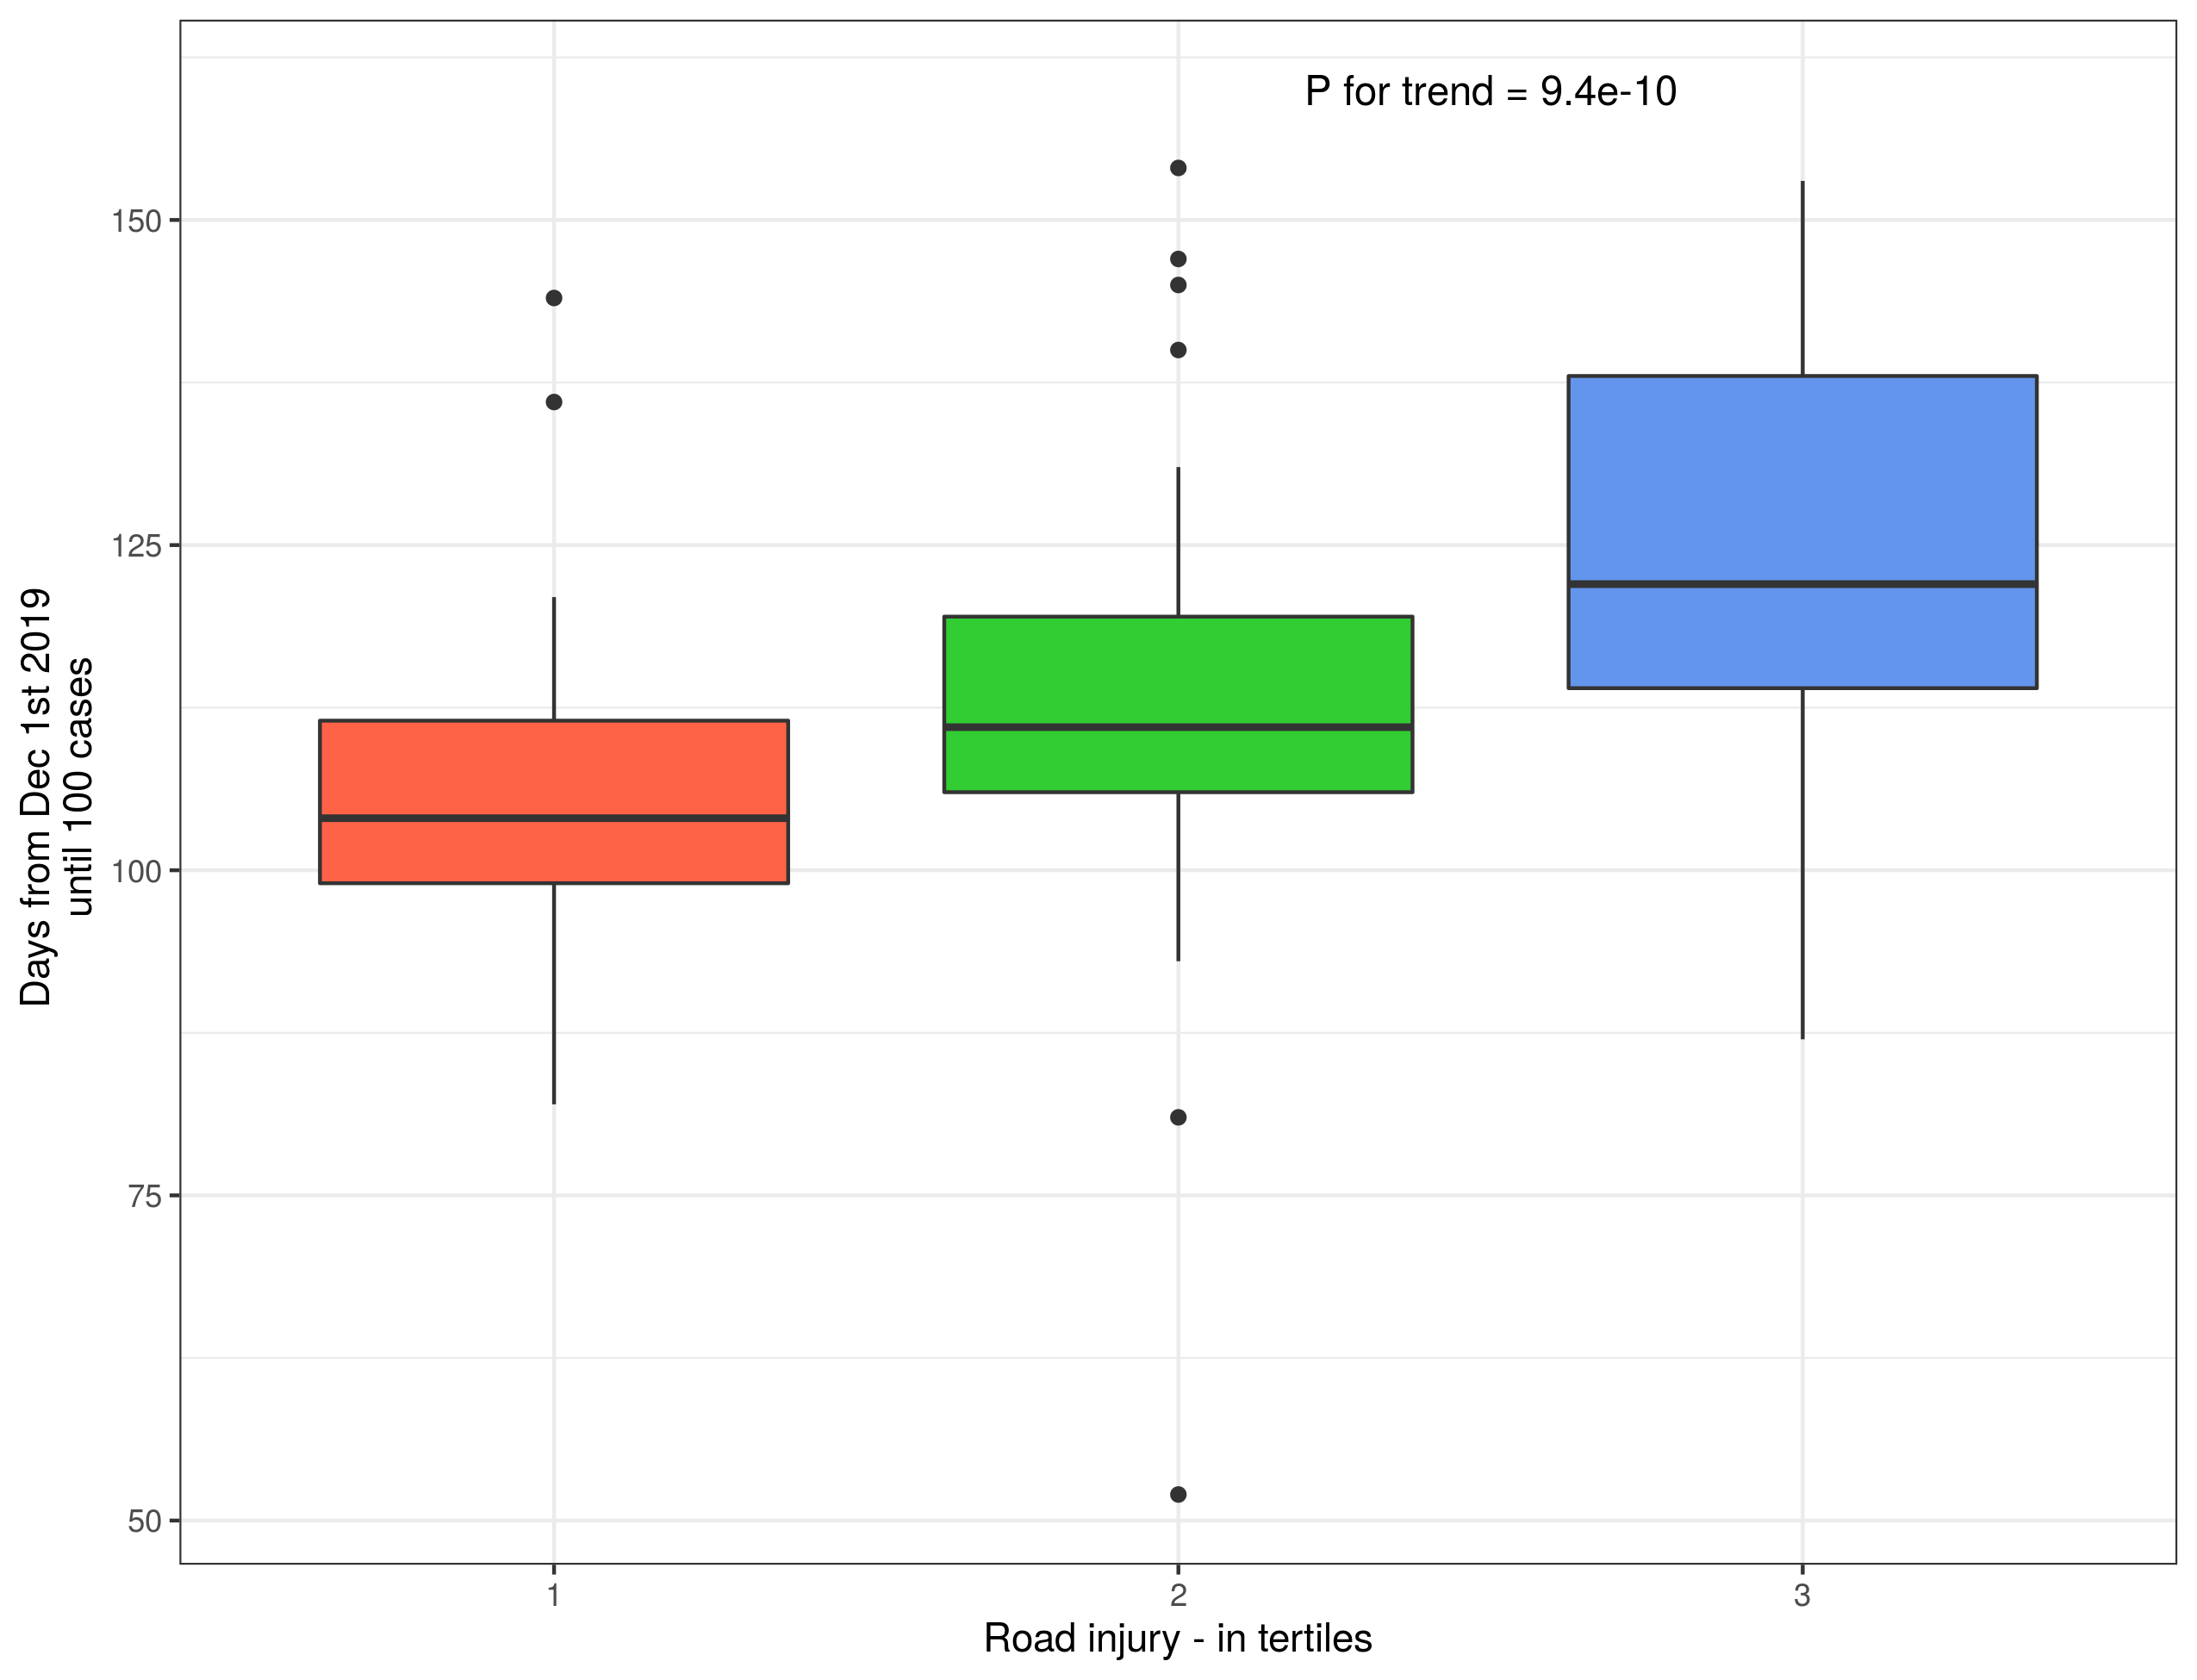 P for trend = 9.4e-10
150
125
100
75
50
Days from Dec 1st 2019
until 100 cases
1
2
3
Road injury - in tertiles